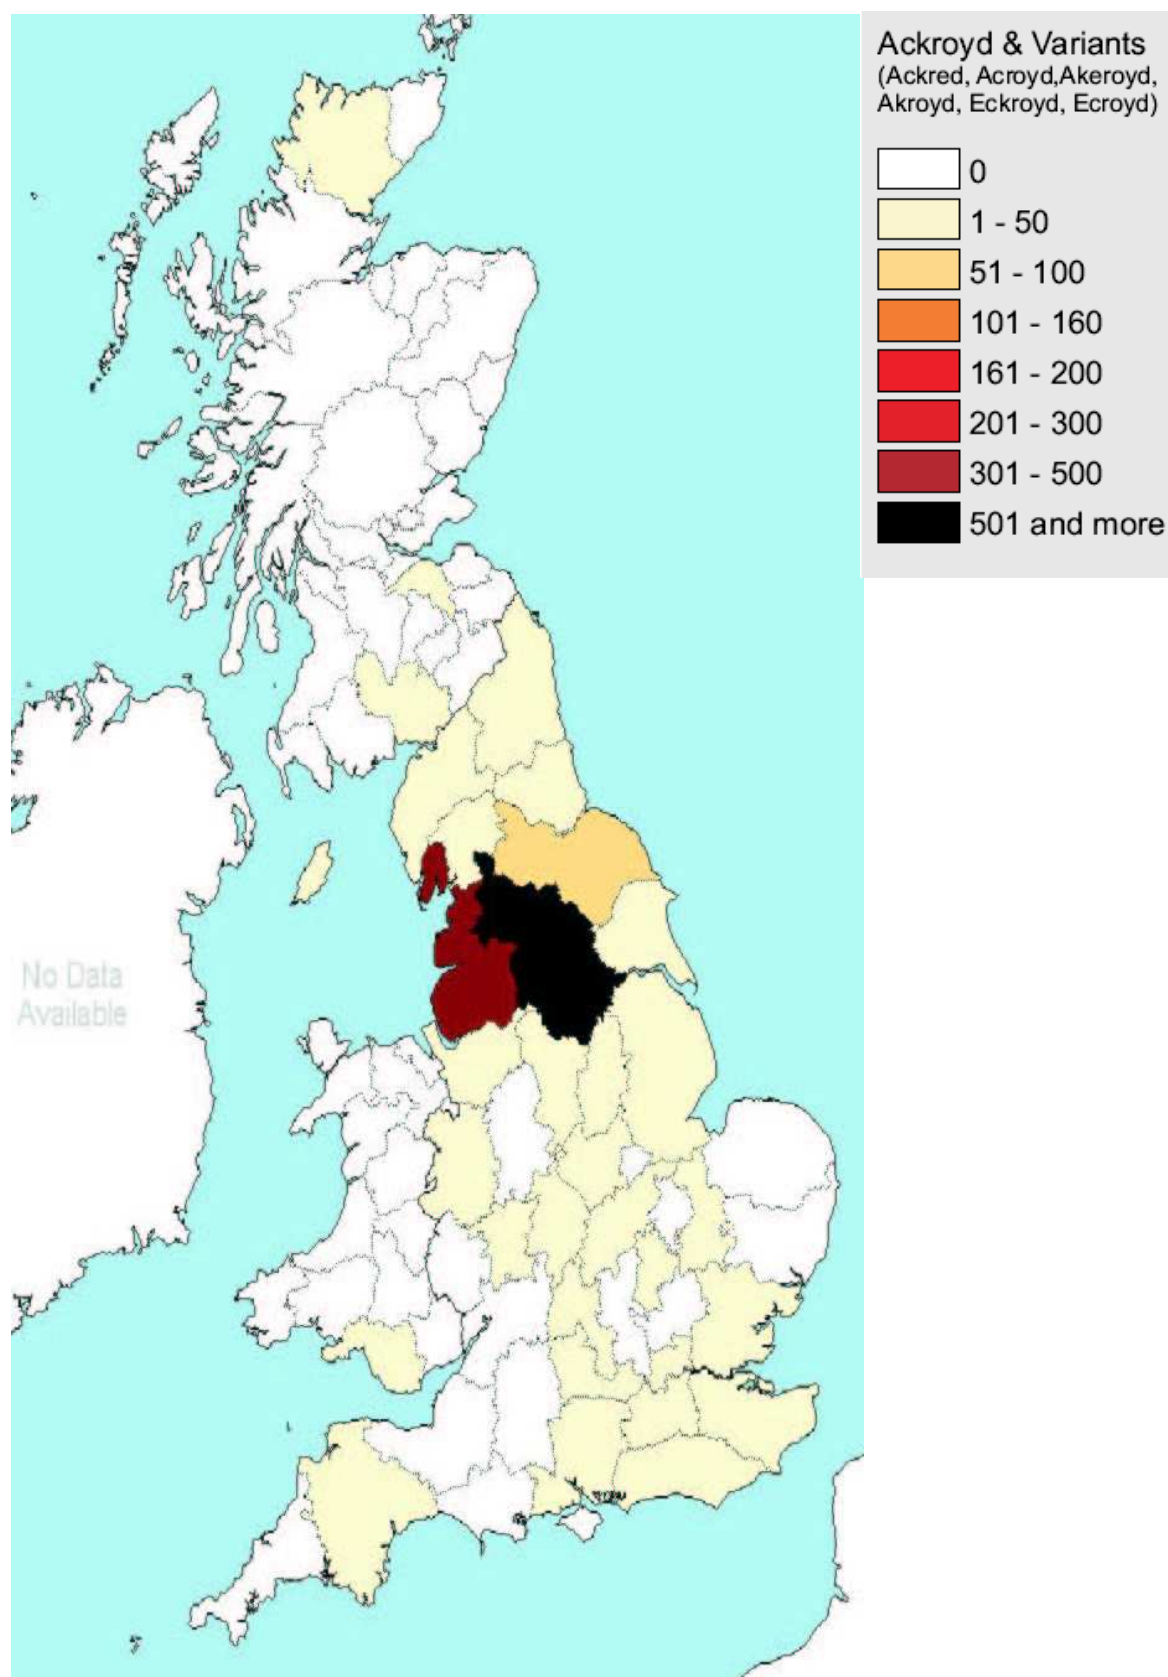 Ackroyd & Variants
(Ackred, Acroyd,Akeroyd,
Akroyd, Eckroyd, Ecroyd)
0
1 - 50
51 - 100
101 - 160
161 - 200
201 - 300
301 - 500
501 and more
No Data
Available